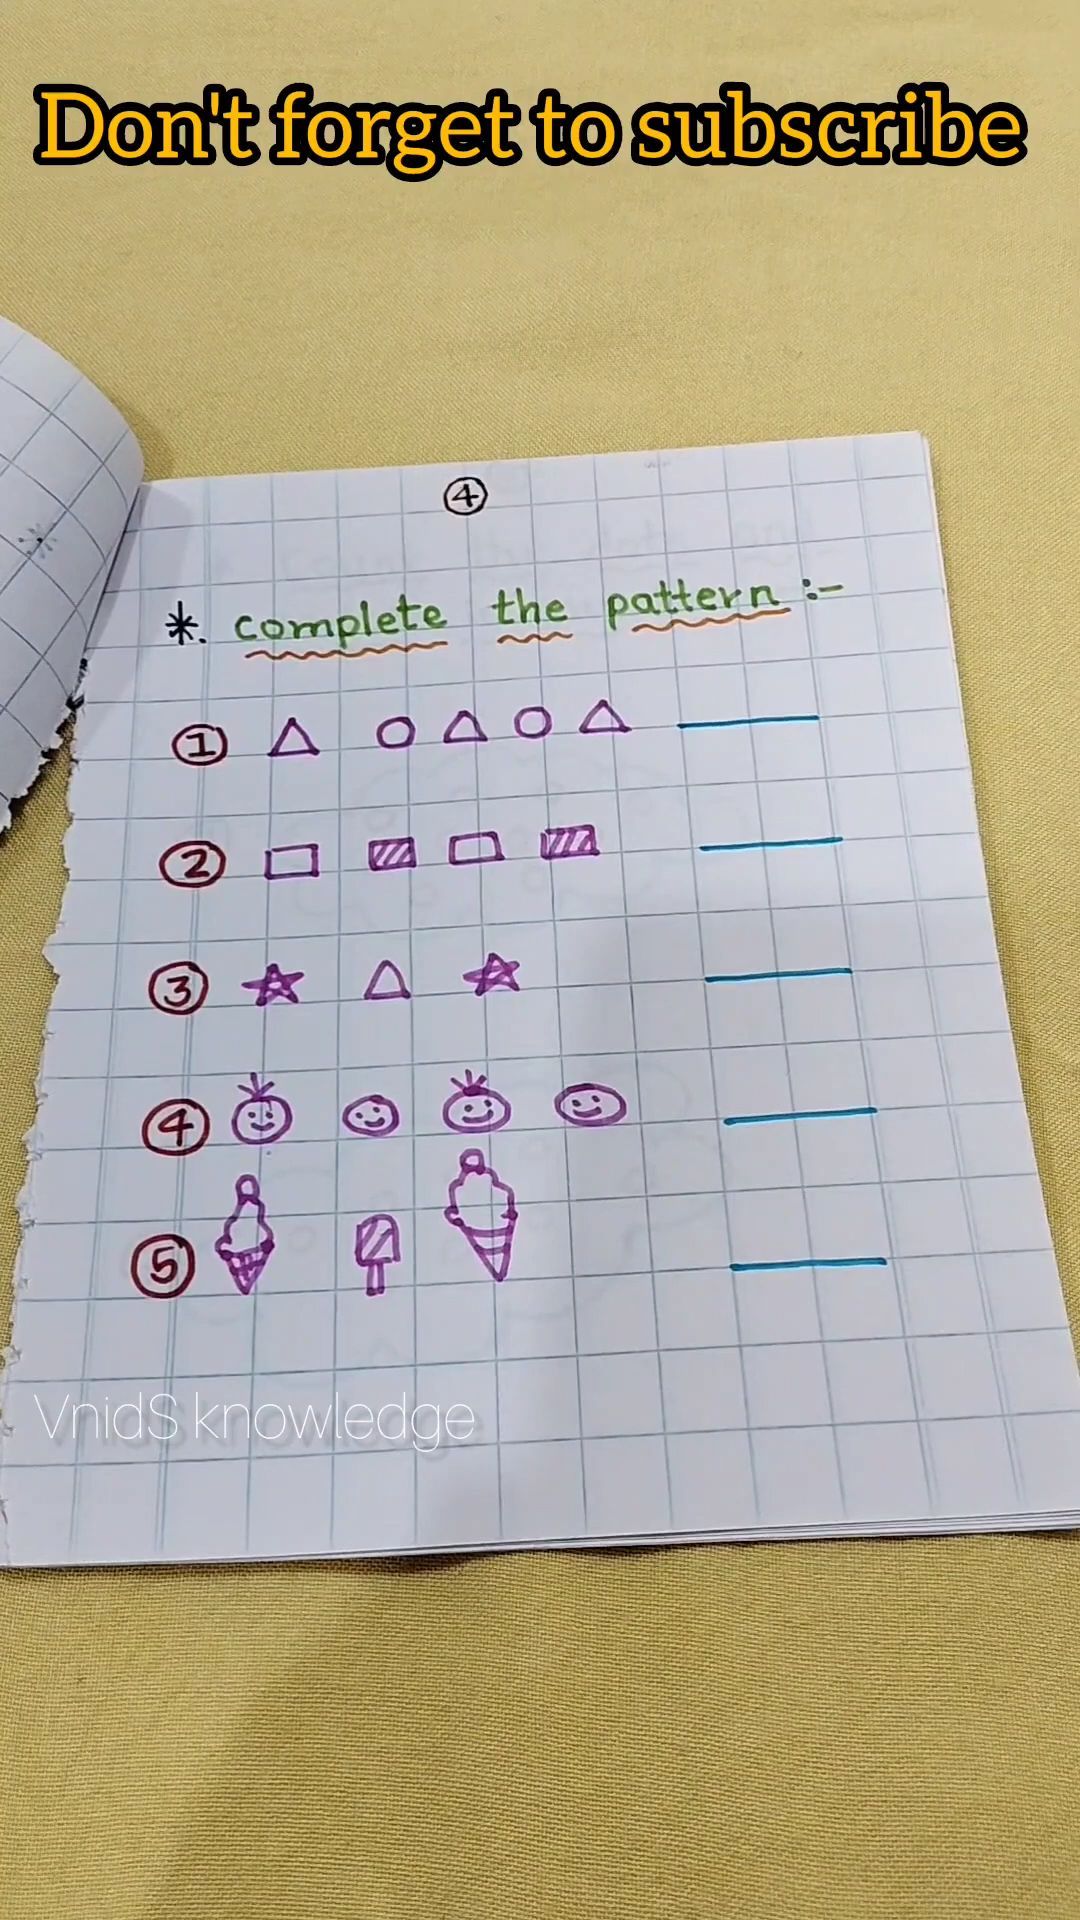 Don't forget to subscribe
④
*. complete the pattern :-
①
②
③
④
⑤
VnidS knowledge